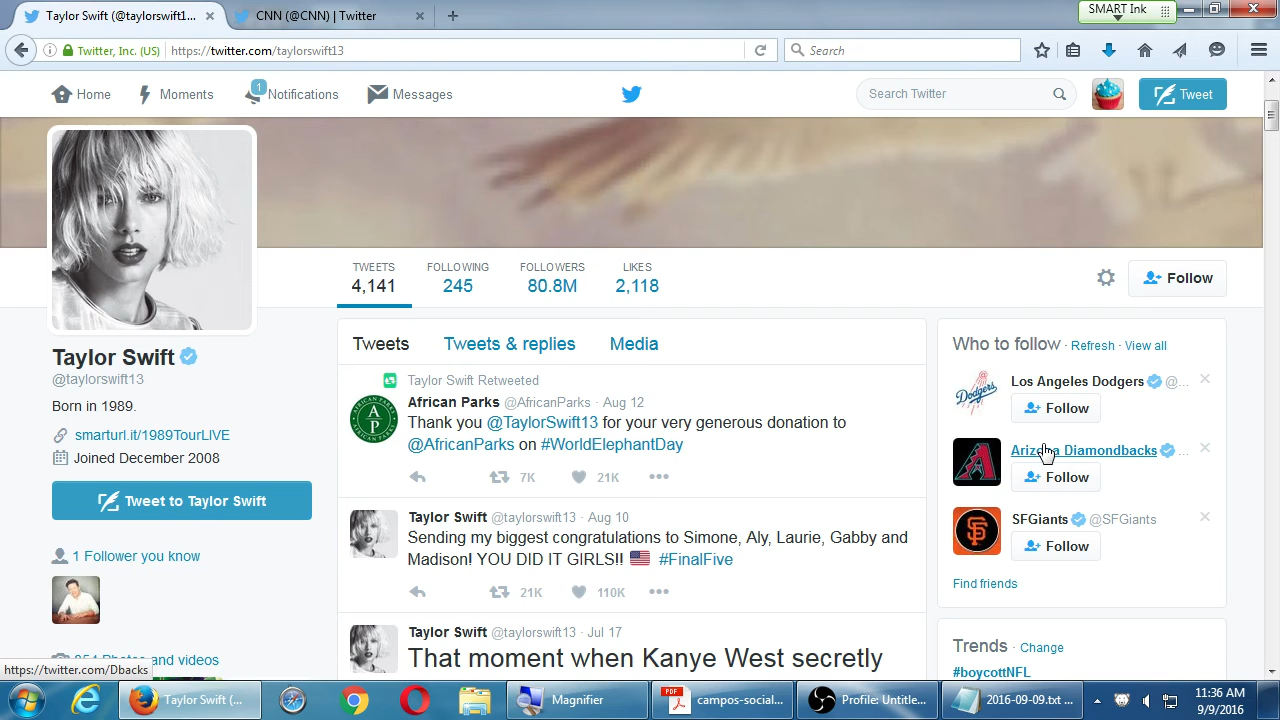 Taylor Swift (@taylorswift1...
CNN (@CNN) | Twitter
SMART Ink
Twitter, Inc. (US)
https://twitter.com/taylorswift13
Search
Home
Moments
1
Notifications
Messages
Search Twitter
Tweet
TWEETS
4,141
FOLLOWING
245
FOLLOWERS
80.8M
LIKES
2,118
Follow
Taylor Swift
@taylorswift13
Born in 1989.
smarturl.it/1989TourLIVE
Joined December 2008
Tweet to Taylor Swift
1 Follower you know
Photos and videos
Tweets
Tweets & replies
Media
Taylor Swift Retweeted
African Parks @AfricanParks · Aug 12
AFRICAN PARKS
A
P
Thank you @TaylorSwift13 for your very generous donation to
@AfricanParks on #WorldElephantDay
7K
21K
Taylor Swift @taylorswift13 · Aug 10
Sending my biggest congratulations to Simone, Aly, Laurie, Gabby and
Madison! YOU DID IT GIRLS!! 🇺🇸 #FinalFive
21K
110K
Taylor Swift @taylorswift13 · Jul 17
That moment when Kanye West secretly
Who to follow · Refresh · View all
Dodgers
Los Angeles Dodgers @...
Follow
A
Arizona Diamondbacks ...
Follow
SF
SFGiants @SFGiants
Follow
Find friends
Trends · Change
#boycottNFL
https://twitter.com/Dbacks
Taylor Swift (...
Magnifier
PDF
campos-social...
Profile: Untitle...
2016-09-09.txt ...
11:36 AM
9/9/2016